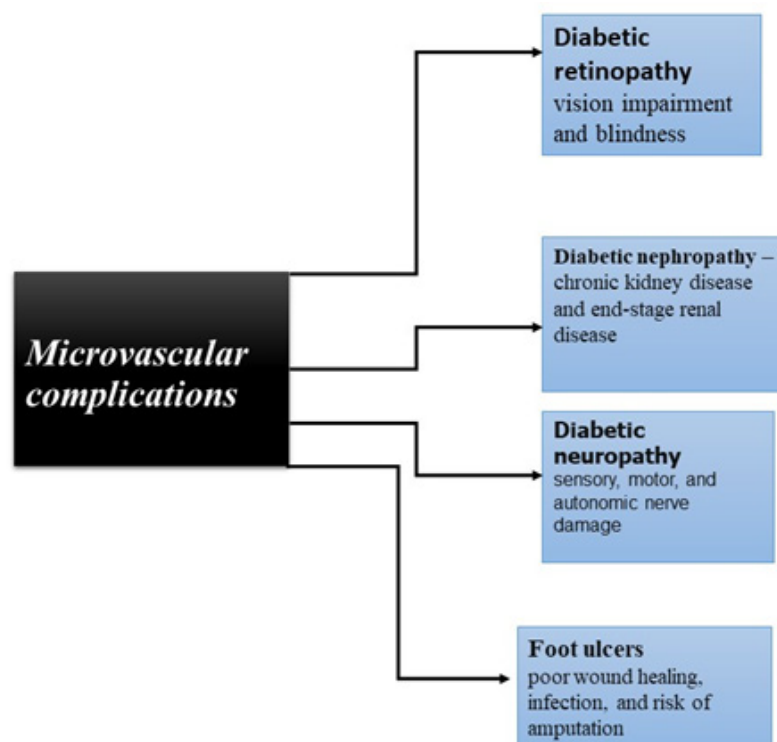 Diabetic
retinopathy
vision impairment
and blindness
Diabetic nephropathy –
chronic kidney disease
and end-stage renal
disease
Microvascular
complications
Diabetic
neuropathy
sensory, motor, and
autonomic nerve
damage
Foot ulcers
poor wound healing,
infection, and risk of
amputation